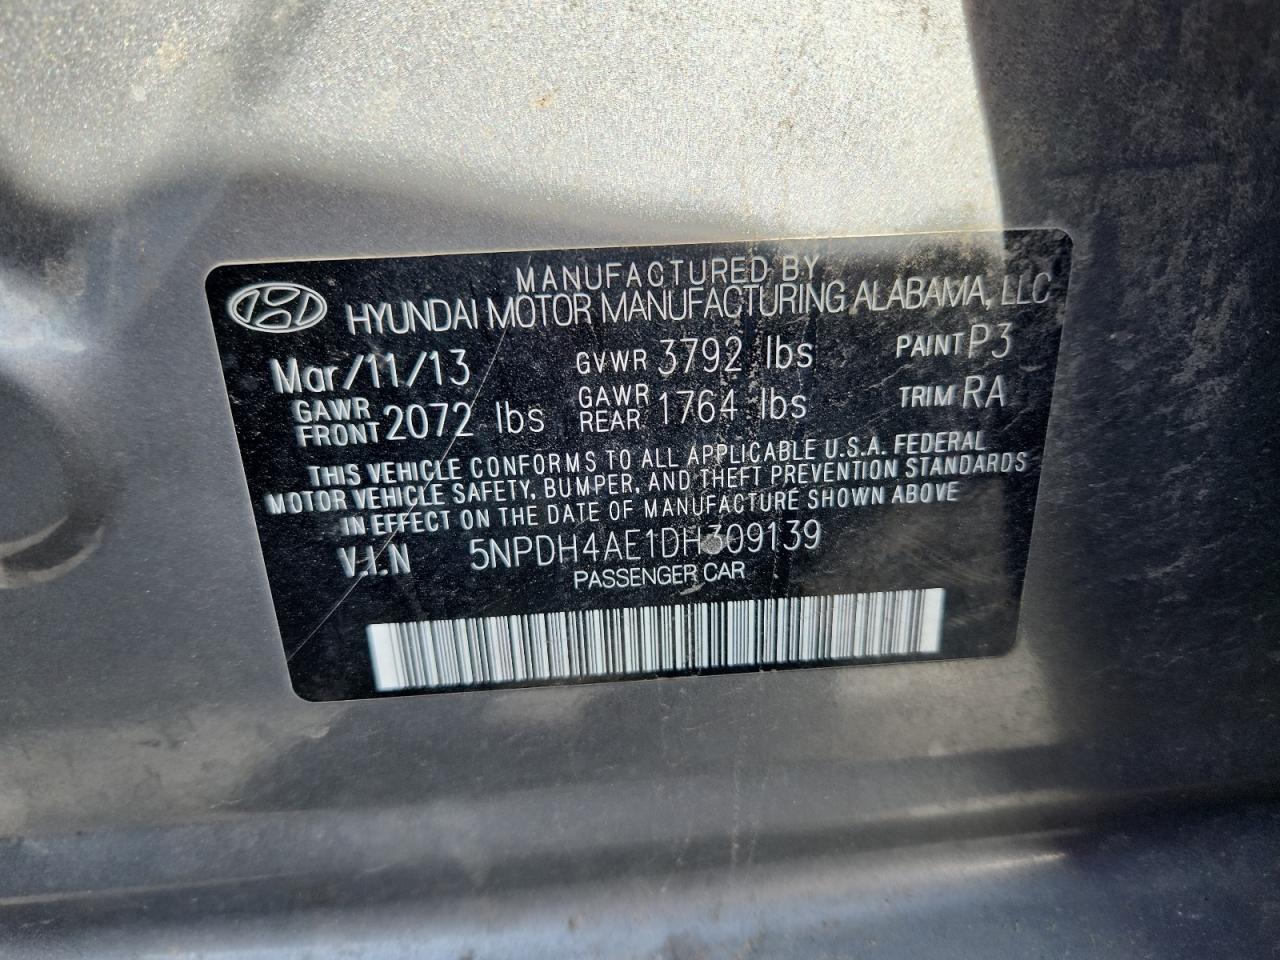 MANUFACTURED BY
HYUNDAI MOTOR MANUFACTURING ALABAMA, LLC
Mar/11/13 GVWR 3792 lbs PAINT P3
GAWR FRONT 2072 lbs GAWR REAR 1764 lbs TRIM RA
THIS VEHICLE CONFORMS TO ALL APPLICABLE U.S.A. FEDERAL
MOTOR VEHICLE SAFETY, BUMPER, AND THEFT PREVENTION STANDARDS
IN EFFECT ON THE DATE OF MANUFACTURE SHOWN ABOVE
V.I.N 5NPDH4AE1DH309139
PASSENGER CAR